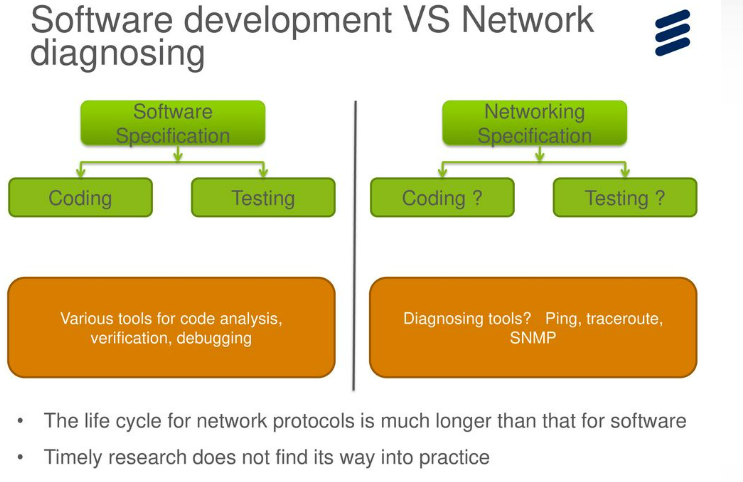 Software development VS Network
diagnosing
Software
Specification
Coding
Testing
Various tools for code analysis,
verification, debugging
Networking
Specification
Coding ?
Testing ?
Diagnosing tools? Ping, traceroute,
SNMP
• The life cycle for network protocols is much longer than that for software
• Timely research does not find its way into practice